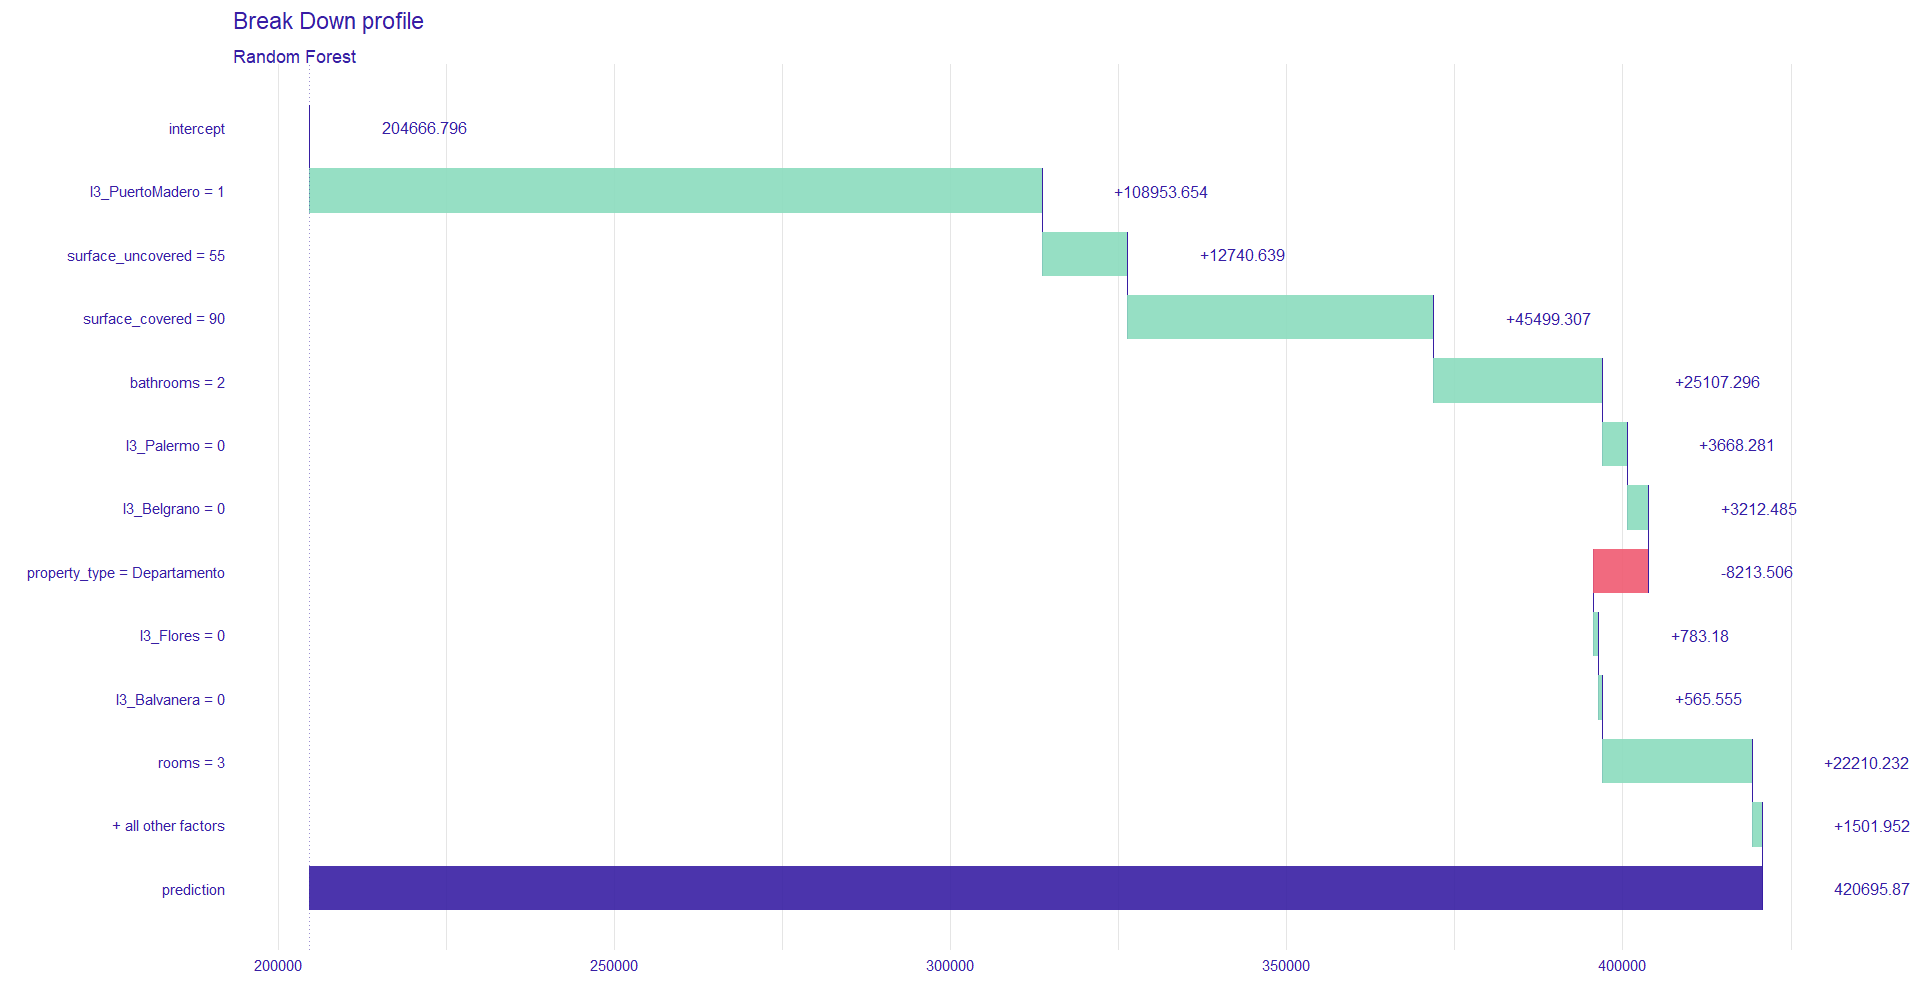 Break Down profile
Random Forest
intercept 204666.796
l3_PuertoMadero = 1 +108953.654
surface_uncovered = 55 +12740.639
surface_covered = 90 +45499.307
bathrooms = 2 +25107.296
l3_Palermo = 0 +3668.281
l3_Belgrano = 0 +3212.485
property_type = Departamento -8213.506
l3_Flores = 0 +783.18
l3_Balvanera = 0 +565.555
rooms = 3 +22210.232
+ all other factors +1501.952
prediction 420695.87
200000 250000 300000 350000 400000